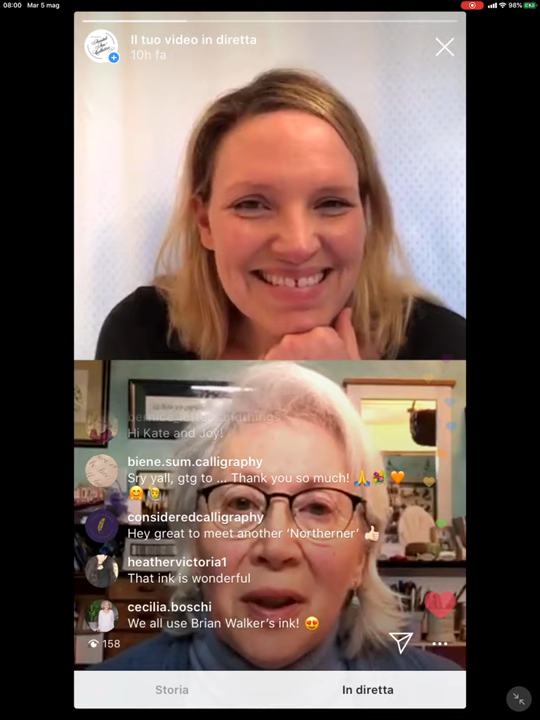 08:00 Mar 5 mag
98%
Il tuo video in diretta
10h fa
Hi Kate and Joy!
biene.sum.calligraphy
Sry yall, gtg to ... Thank you so much! 🙏💐🧡
🤗
consideredcalligraphy
Hey great to meet another ‘Northerner’ 👍🏻
heathervictoria1
That ink is wonderful
cecilia.boschi
We all use Brian Walker’s ink! 😍
158
Storia
In diretta